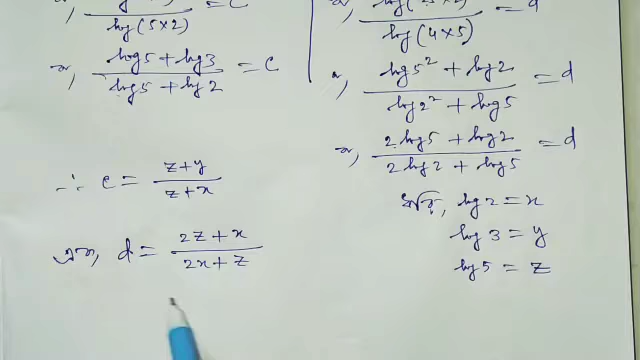 log(5×2) = c
বা, (log5 + log3)/(log5 + log2) = c
∴ c = (z+y)/(z+x)
এবং, d = (2z+x)/(2x+z)
log(4×5) = d
বা, (log5² + log2)/(log2² + log5) = d
বা, (2log5 + log2)/(2log2 + log5) = d
ধরি, log2 = x
log3 = y
log5 = z